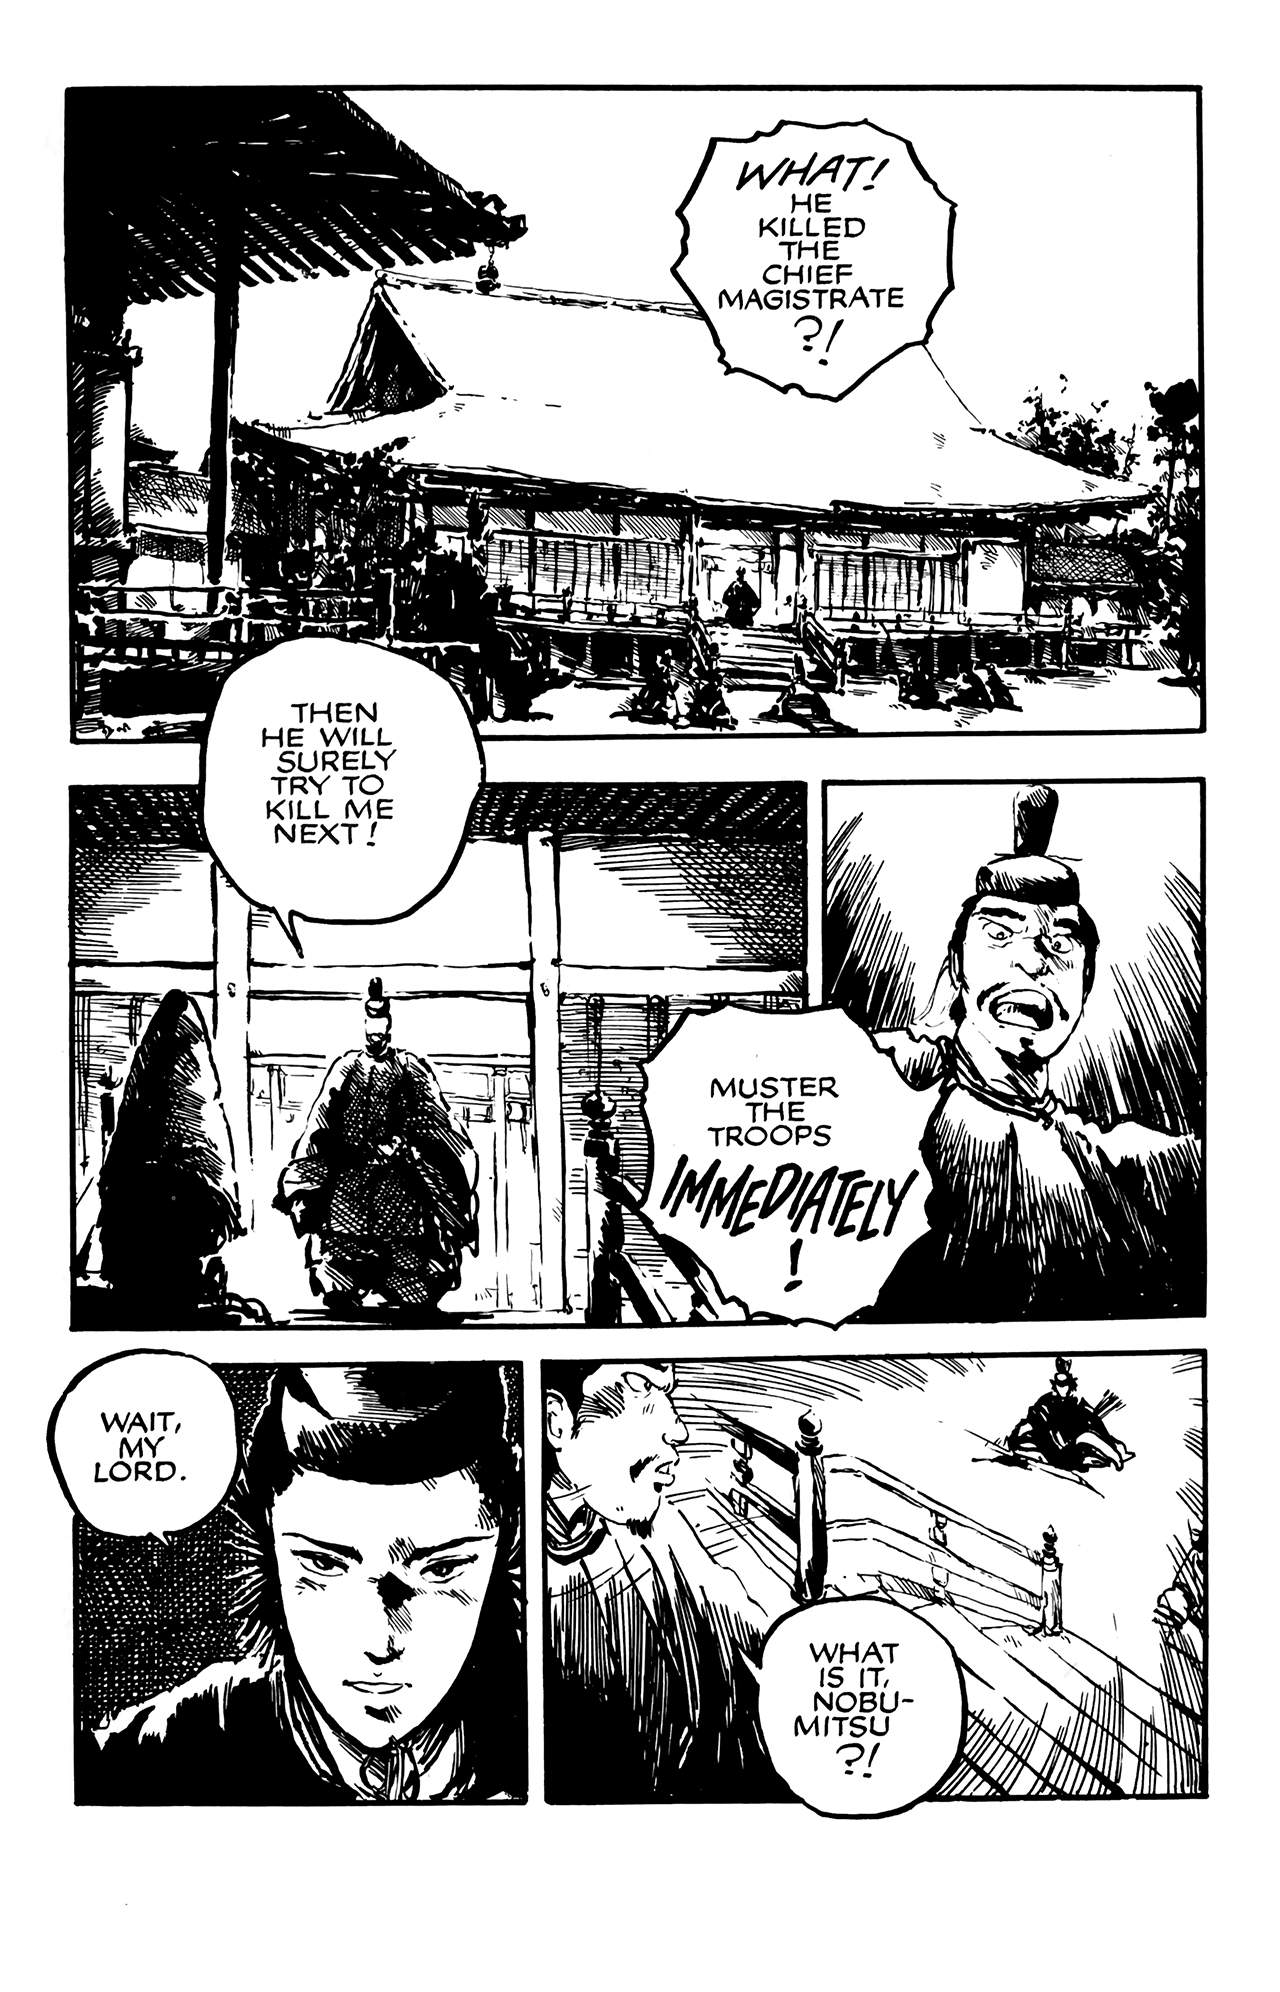 WHAT!
HE
KILLED
THE
CHIEF
MAGISTRATE
?!
THEN
HE WILL
SURELY
TRY TO
KILL ME
NEXT!
MUSTER
THE
TROOPS
IMMEDIATELY
!
WAIT,
MY
LORD.
WHAT
IS IT,
NOBU-
MITSU
?!